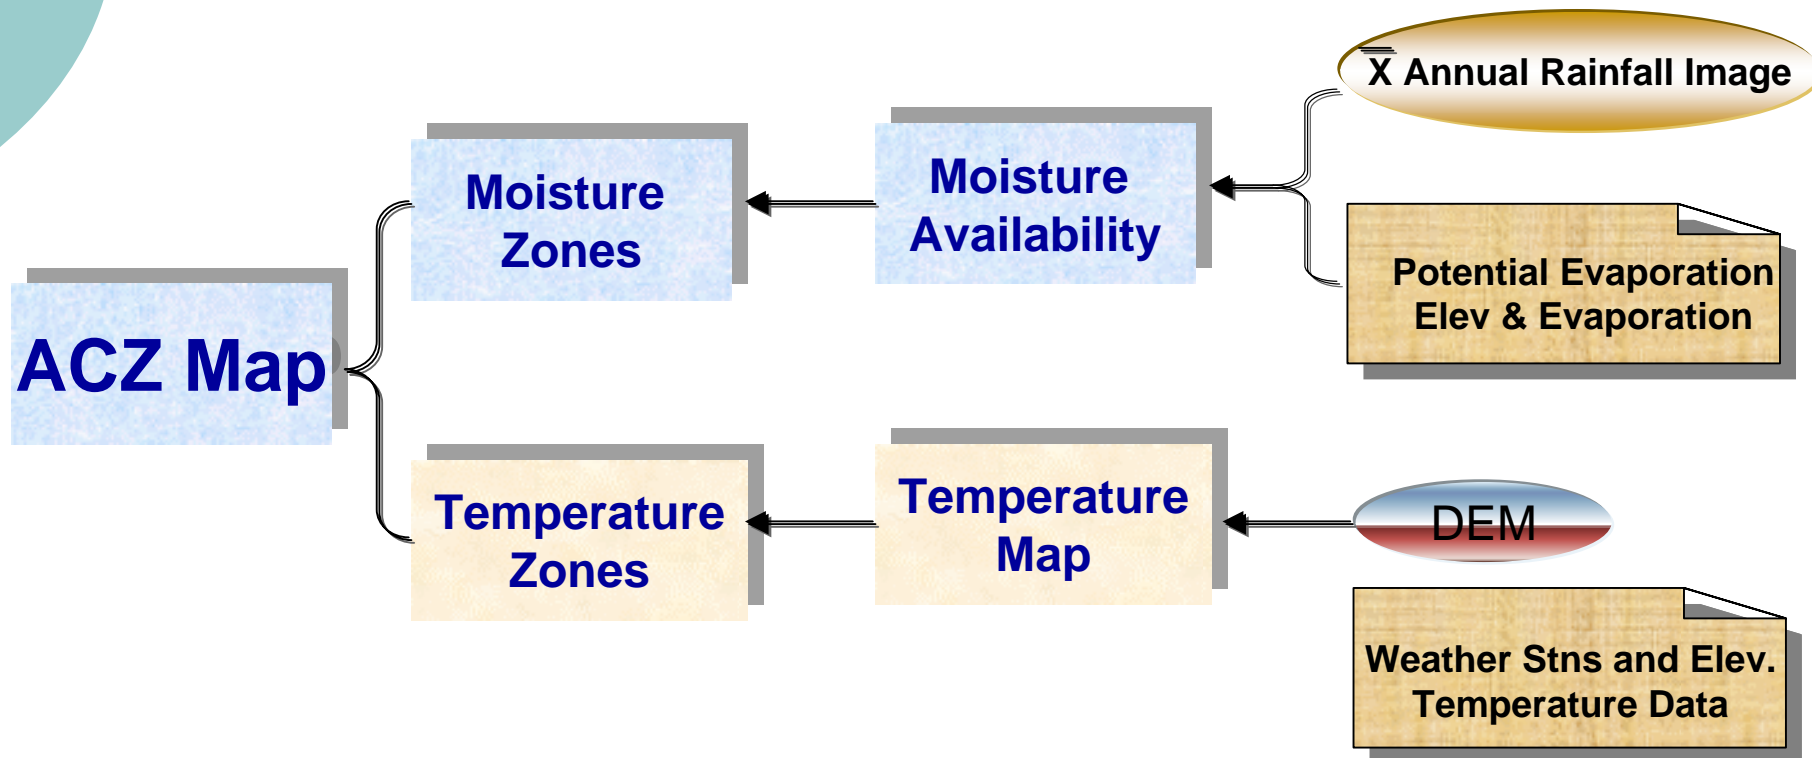 X̅ Annual Rainfall Image
Moisture
Availability
Moisture
Zones
Potential Evaporation
Elev & Evaporation
ACZ Map
Temperature
Map
Temperature
Zones
DEM
Weather Stns and Elev.
Temperature Data